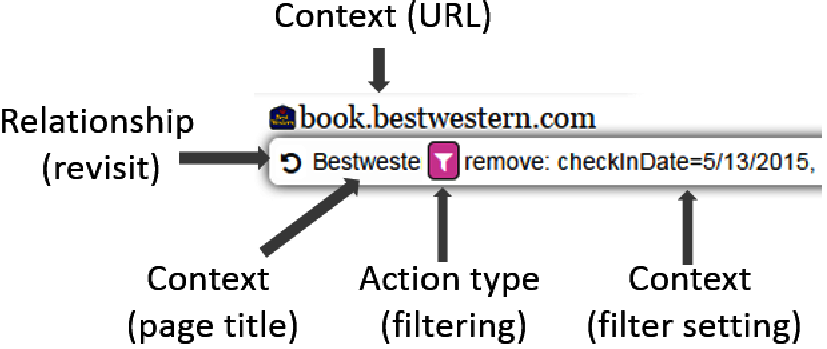 Context (URL)
book.bestwestern.com
Relationship
(revisit)
Bestweste remove: checkInDate=5/13/2015,
Context
(page title)
Action type
(filtering)
Context
(filter setting)